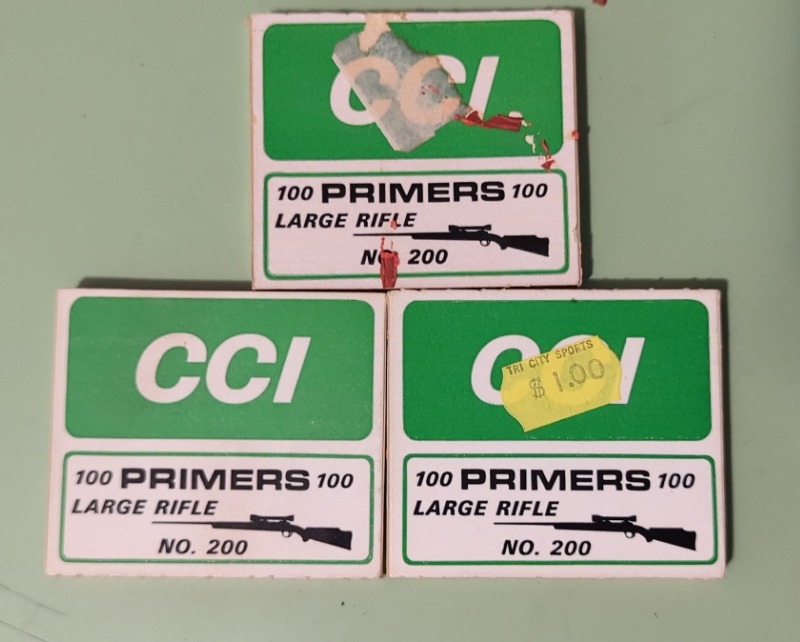 CCI
100 PRIMERS 100
LARGE RIFLE
NO. 200
CCI
100 PRIMERS 100
LARGE RIFLE
NO. 200
CCI
TRI CITY SPORTS
$ 1.00
100 PRIMERS 100
LARGE RIFLE
NO. 200